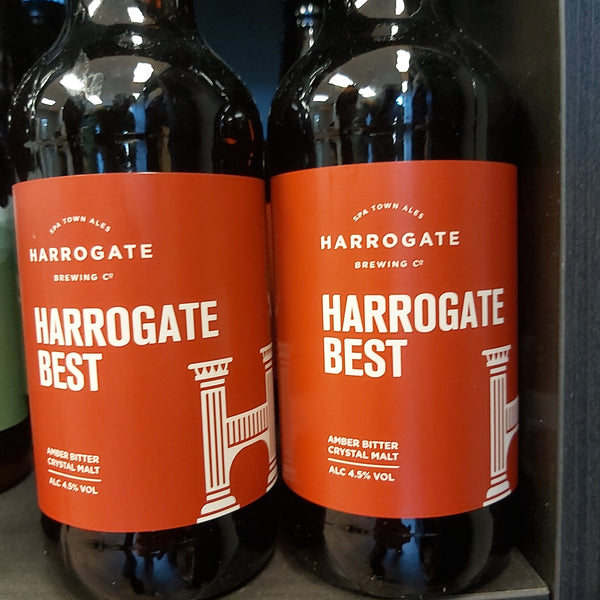 SPA TOWN ALES
HARROGATE
BREWING Cº
HARROGATE
BEST
AMBER BITTER
CRYSTAL MALT
ALC 4.5% VOL
SPA TOWN ALES
HARROGATE
BREWING Cº
HARROGATE
BEST
AMBER BITTER
CRYSTAL MALT
ALC 4.5% VOL